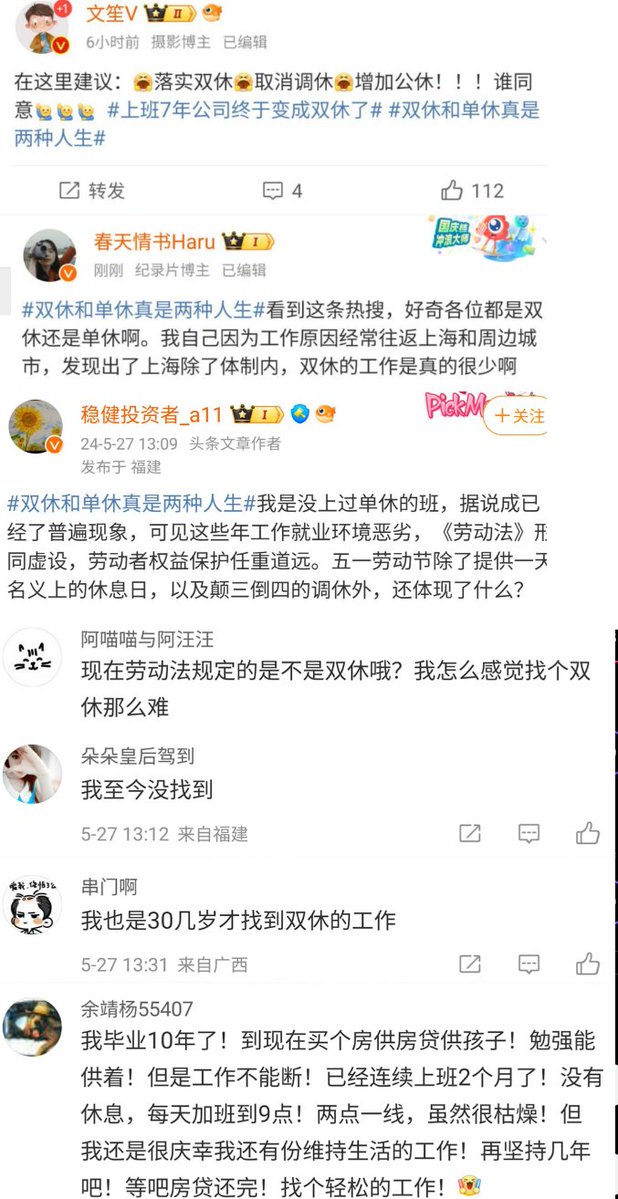 +1
文笙V II
6小时前 摄影博主 已编辑
在这里建议：落实双休取消调休增加公休！！！谁同
意 #上班7年公司终于变成双休了# #双休和单休真是
两种人生#
转发 4 112
春天情书Haru I
国庆档
冲浪大师
刚刚 纪录片博主 已编辑
#双休和单休真是两种人生#看到这条热搜，好奇各位都是双
休还是单休啊。我自己因为工作原因经常往返上海和周边城
市，发现出了上海除了体制内，双休的工作是真的很少啊
稳健投资者_a11 I
PickM
+关注
24-5-27 13:09 头条文章作者
发布于 福建
#双休和单休真是两种人生#我是没上过单休的班，据说成已
经了普遍现象，可见这些年工作就业环境恶劣，《劳动法》形
同虚设，劳动者权益保护任重道远。五一劳动节除了提供一天
名义上的休息日，以及颠三倒四的调休外，还体现了什么？
阿喵喵与阿汪汪
现在劳动法规定的是不是双休哦？我怎么感觉找个双
休那么难
朵朵皇后驾到
我至今没找到
5-27 13:12 来自福建
串门啊
我也是30几岁才找到双休的工作
5-27 13:31 来自广西
余靖杨55407
我毕业10年了！到现在买个房供房贷供孩子！勉强能
供着！但是工作不能断！已经连续上班2个月了！没有
休息，每天加班到9点！两点一线，虽然很枯燥！但
我还是很庆幸我还有份维持生活的工作！再坚持几年
吧！等吧房贷还完！找个轻松的工作！